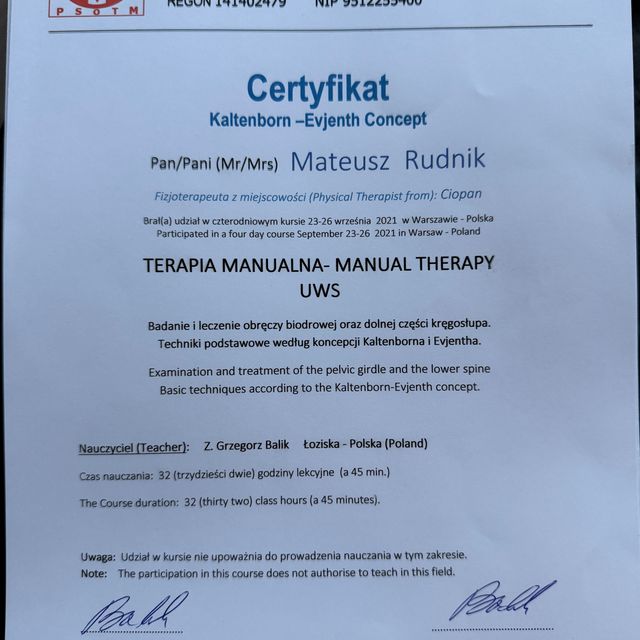 PSOTM
REGON 141402479 NIP 9512255400
Certyfikat
Kaltenborn –Evjenth Concept
Pan/Pani (Mr/Mrs) Mateusz Rudnik
Fizjoterapeuta z miejscowości (Physical Therapist from): Ciopan
Brał(a) udział w czterodniowym kursie 23-26 września 2021 w Warszawie - Polska
Participated in a four day course September 23-26 2021 in Warsaw - Poland
TERAPIA MANUALNA- MANUAL THERAPY
UWS
Badanie i leczenie obręczy biodrowej oraz dolnej części kręgosłupa.
Techniki podstawowe według koncepcji Kaltenborna i Evjentha.
Examination and treatment of the pelvic girdle and the lower spine
Basic techniques according to the Kaltenborn-Evjenth concept.
Nauczyciel (Teacher): Z. Grzegorz Balik Łoziska - Polska (Poland)
Czas nauczania: 32 (trzydzieści dwie) godziny lekcyjne (a 45 min.)
The Course duration: 32 (thirty two) class hours (a 45 minutes).
Uwaga: Udział w kursie nie upoważnia do prowadzenia nauczania w tym zakresie.
Note: The participation in this course does not authorise to teach in this field.